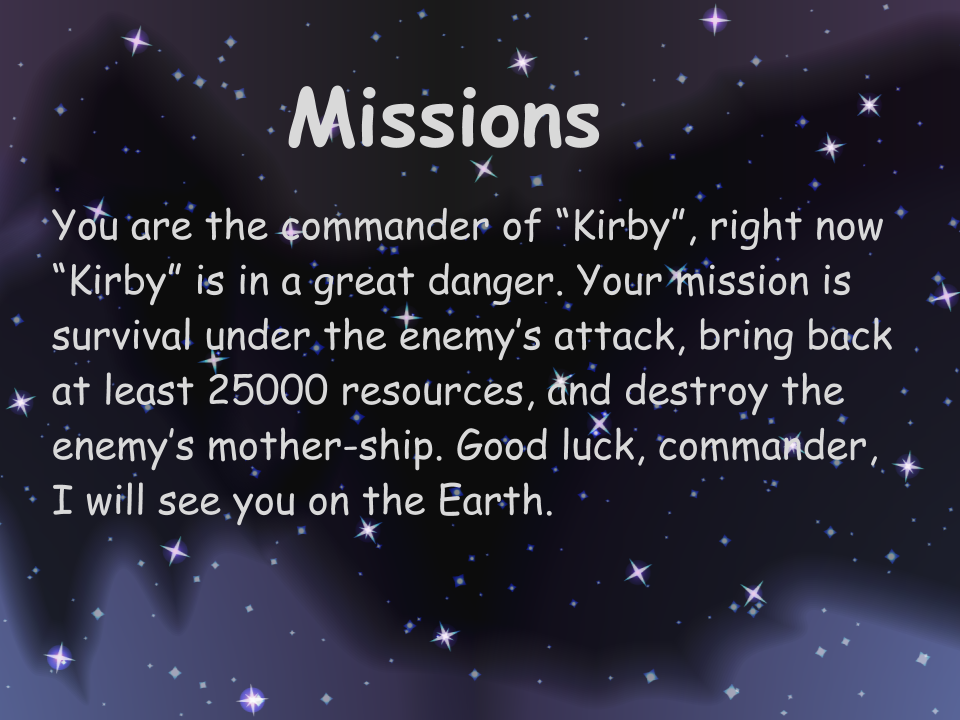 Missions
You are the commander of “Kirby”, right now
“Kirby” is in a great danger. Your mission is
survival under the enemy’s attack, bring back
at least 25000 resources, and destroy the
enemy’s mother-ship. Good luck, commander,
I will see you on the Earth.